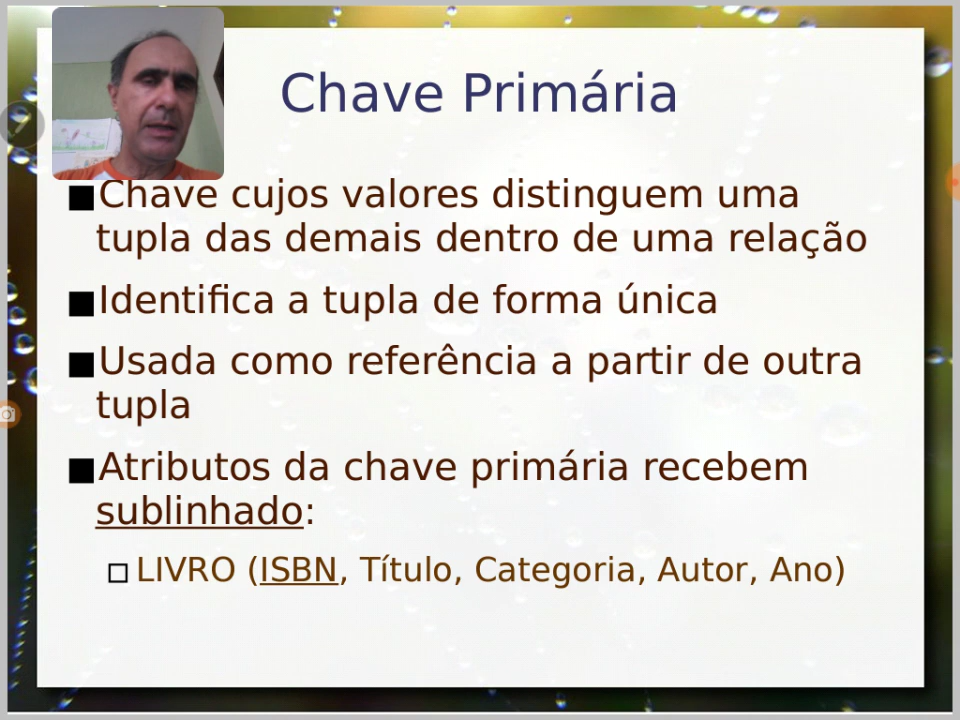 Chave Primária
Chave cujos valores distinguem uma
tupla das demais dentro de uma relação
Identifica a tupla de forma única
Usada como referência a partir de outra
tupla
Atributos da chave primária recebem
sublinhado:
LIVRO (ISBN, Título, Categoria, Autor, Ano)